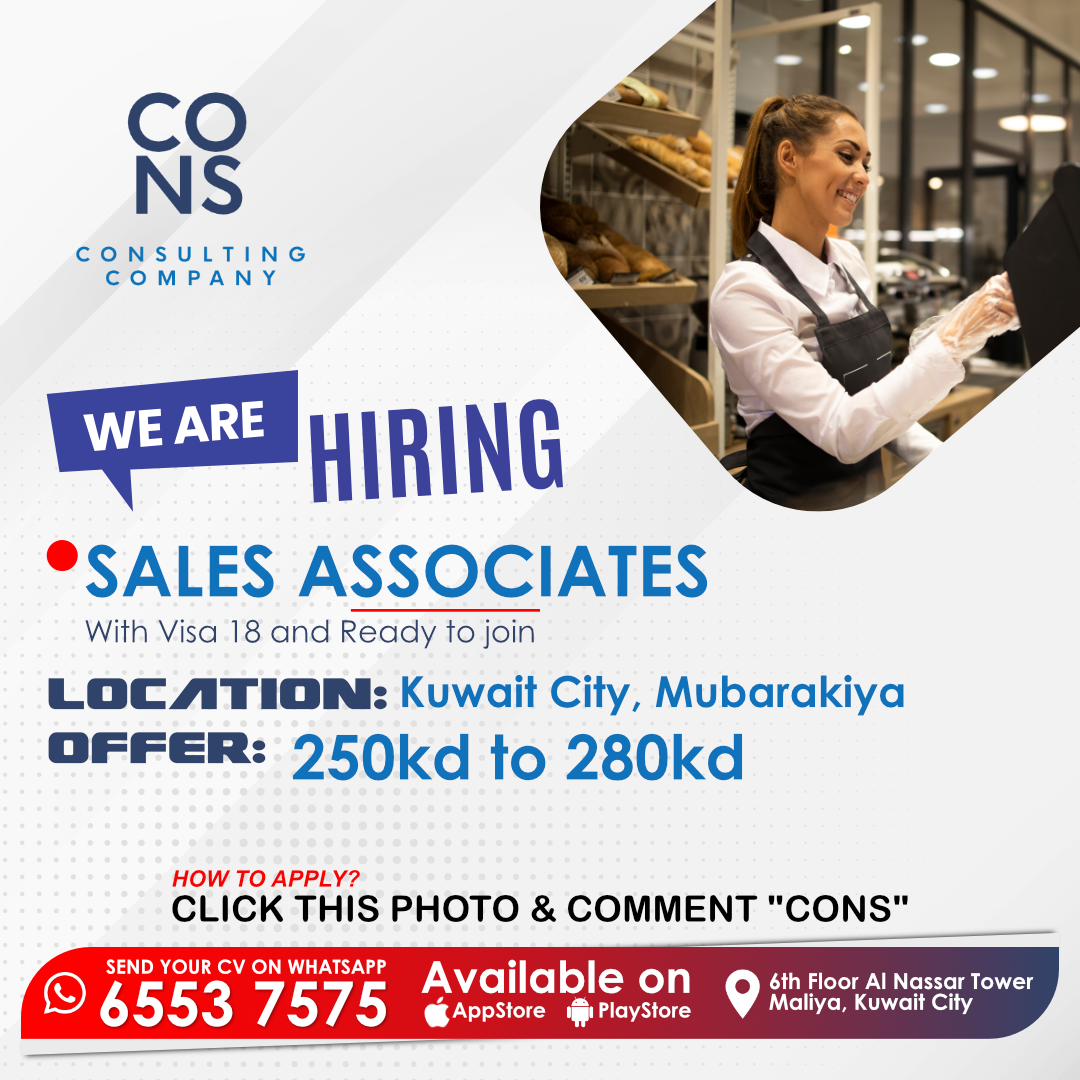 CO
NS
CONSULTING
COMPANY
WE ARE
HIRING
SALES ASSOCIATES
With Visa 18 and Ready to join
LOCATION: Kuwait City, Mubarakiya
OFFER: 250kd to 280kd
HOW TO APPLY?
CLICK THIS PHOTO & COMMENT "CONS"
SEND YOUR CV ON WHATSAPP
6553 7575
Available on
AppStore PlayStore
6th Floor Al Nassar Tower
Maliya, Kuwait City